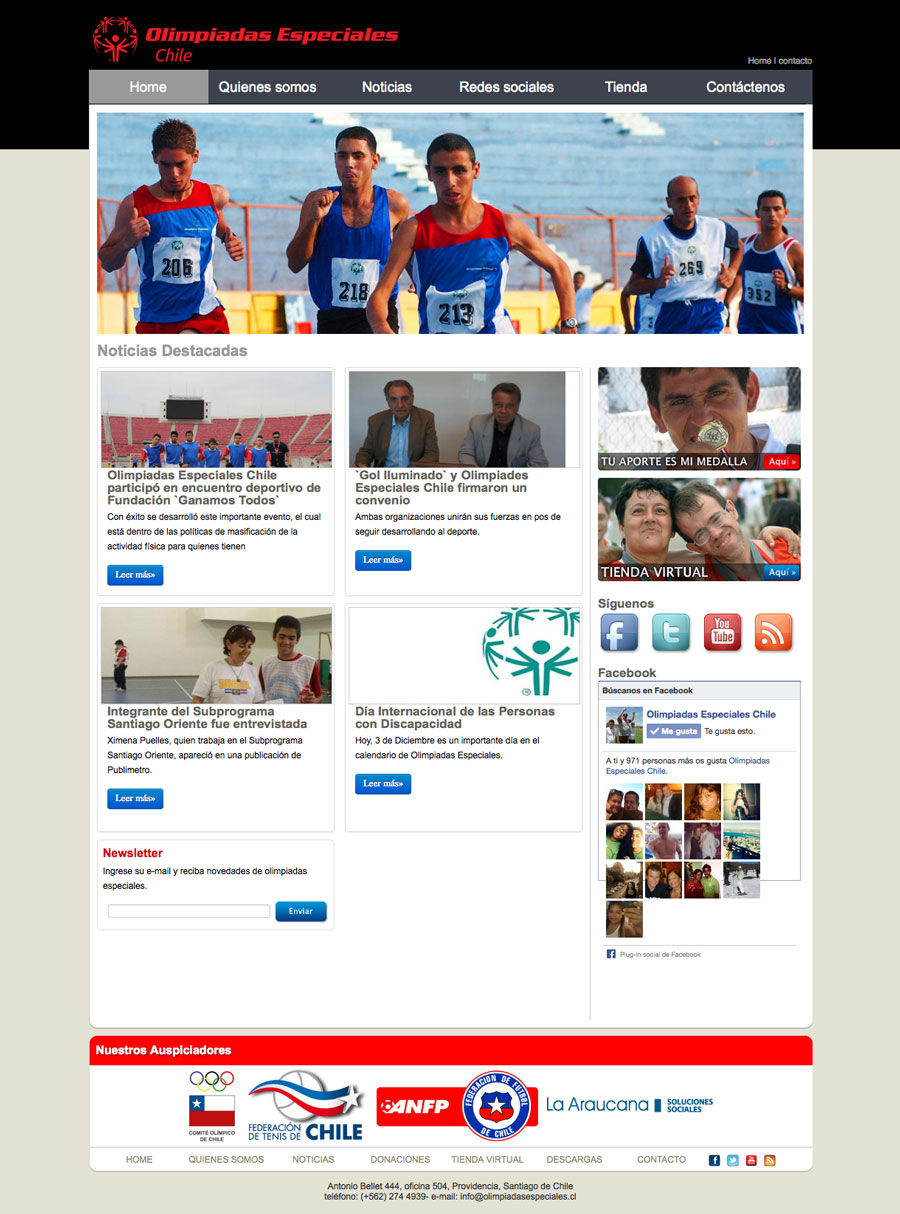 Olimpiadas Especiales
Chile
Home | contacto
Home
Quienes somos
Noticias
Redes sociales
Tienda
Contáctenos
206
218
213
269
352
Noticias Destacadas
Olimpiadas Especiales Chile
participó en encuentro deportivo de
Fundación `Ganamos Todos`
Con éxito se desarrolló este importante evento, el cual
está dentro de las políticas de masificación de la
actividad física para quienes tienen
Leer más»
`Gol Iluminado` y Olimpiades
Especiales Chile firmaron un
convenio
Ambas organizaciones unirán sus fuerzas en pos de
seguir desarrollando al deporte.
Leer más»
Integrante del Subprograma
Santiago Oriente fue entrevistada
Ximena Puelles, quien trabaja en el Subprograma
Santiago Oriente, apareció en una publicación de
Publimetro.
Leer más»
Día Internacional de las Personas
con Discapacidad
Hoy, 3 de Diciembre es un importante día en el
calendario de Olimpiadas Especiales.
Leer más»
Newsletter
Ingrese su e-mail y reciba novedades de olimpiadas
especiales.
Enviar
TU APORTE ES MI MEDALLA
Aquí »
TIENDA VIRTUAL
Aquí »
Síguenos
You
Tube
Facebook
Búscanos en Facebook
Olimpiadas Especiales Chile
Me gusta
Te gusta esto.
A ti y 971 personas más os gusta Olimpiadas
Especiales Chile.
Plug-in social de Facebook
Nuestros Auspiciadores
COMITÉ OLÍMPICO
DE CHILE
FEDERACIÓN
DE TENIS DE CHILE
ANFP
FEDERACION DE FUTBOL
DE CHILE
La Araucana
SOLUCIONES
SOCIALES
HOME
QUIENES SOMOS
NOTICIAS
DONACIONES
TIENDA VIRTUAL
DESCARGAS
CONTACTO
Antonio Bellet 444, oficina 504, Providencia, Santiago de Chile
teléfono: (+562) 274 4939- e-mail: info@olimpiadasespeciales.cl